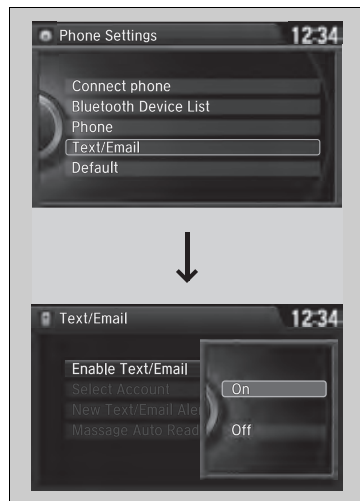 Phone Settings
12:34
Connect phone
Bluetooth Device List
Phone
Text/Email
Default
Text/Email
12:34
Enable Text/Email
On
Select Account
New Text/Email Ale
Massage Auto Read
Off